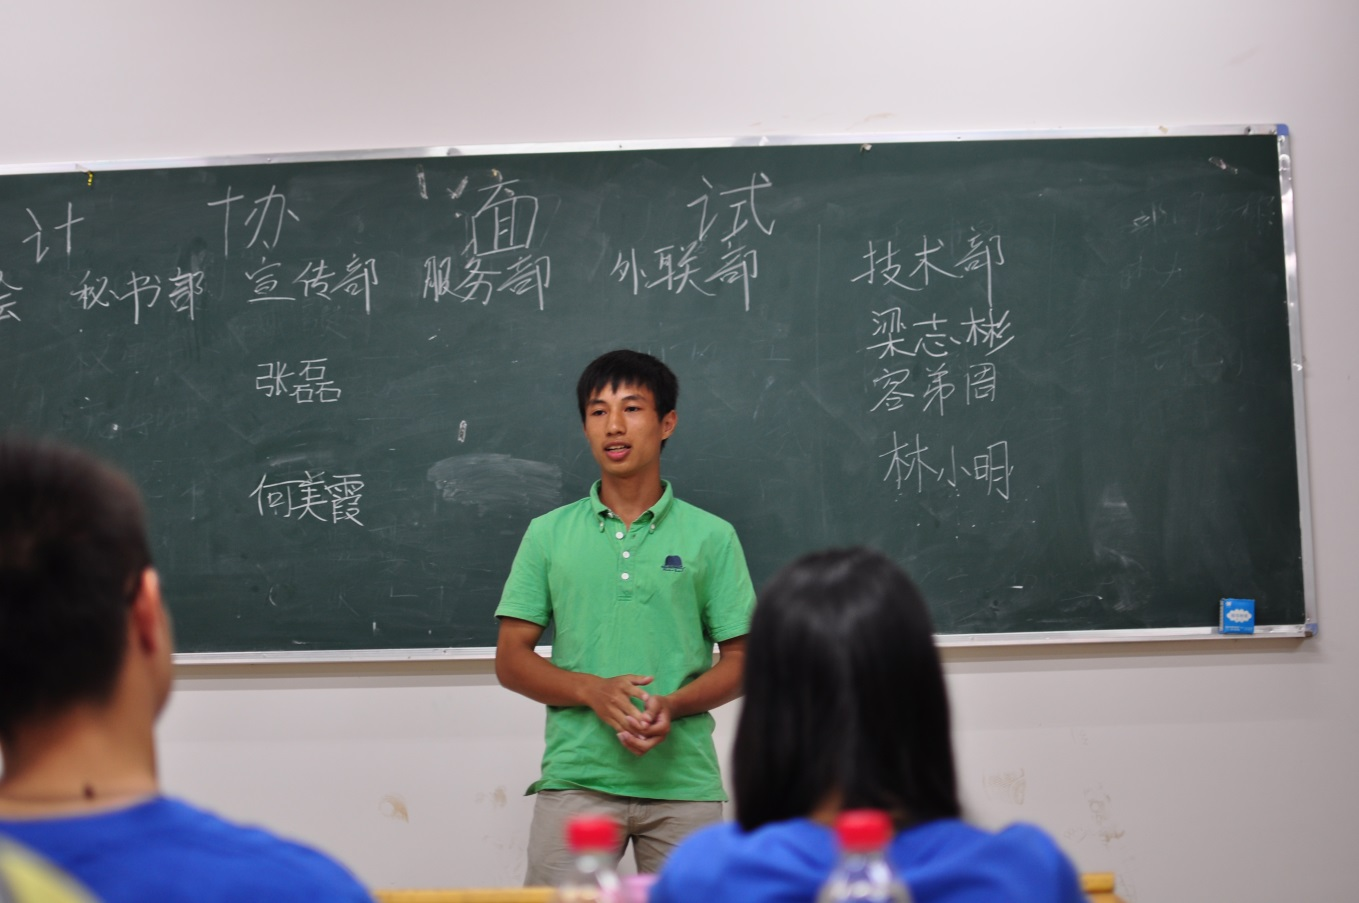 计 协 面 试
会 秘书部 宣传部 服务部 外联部 技术部
梁志彬
张磊 容弟周
林小明
何美霞